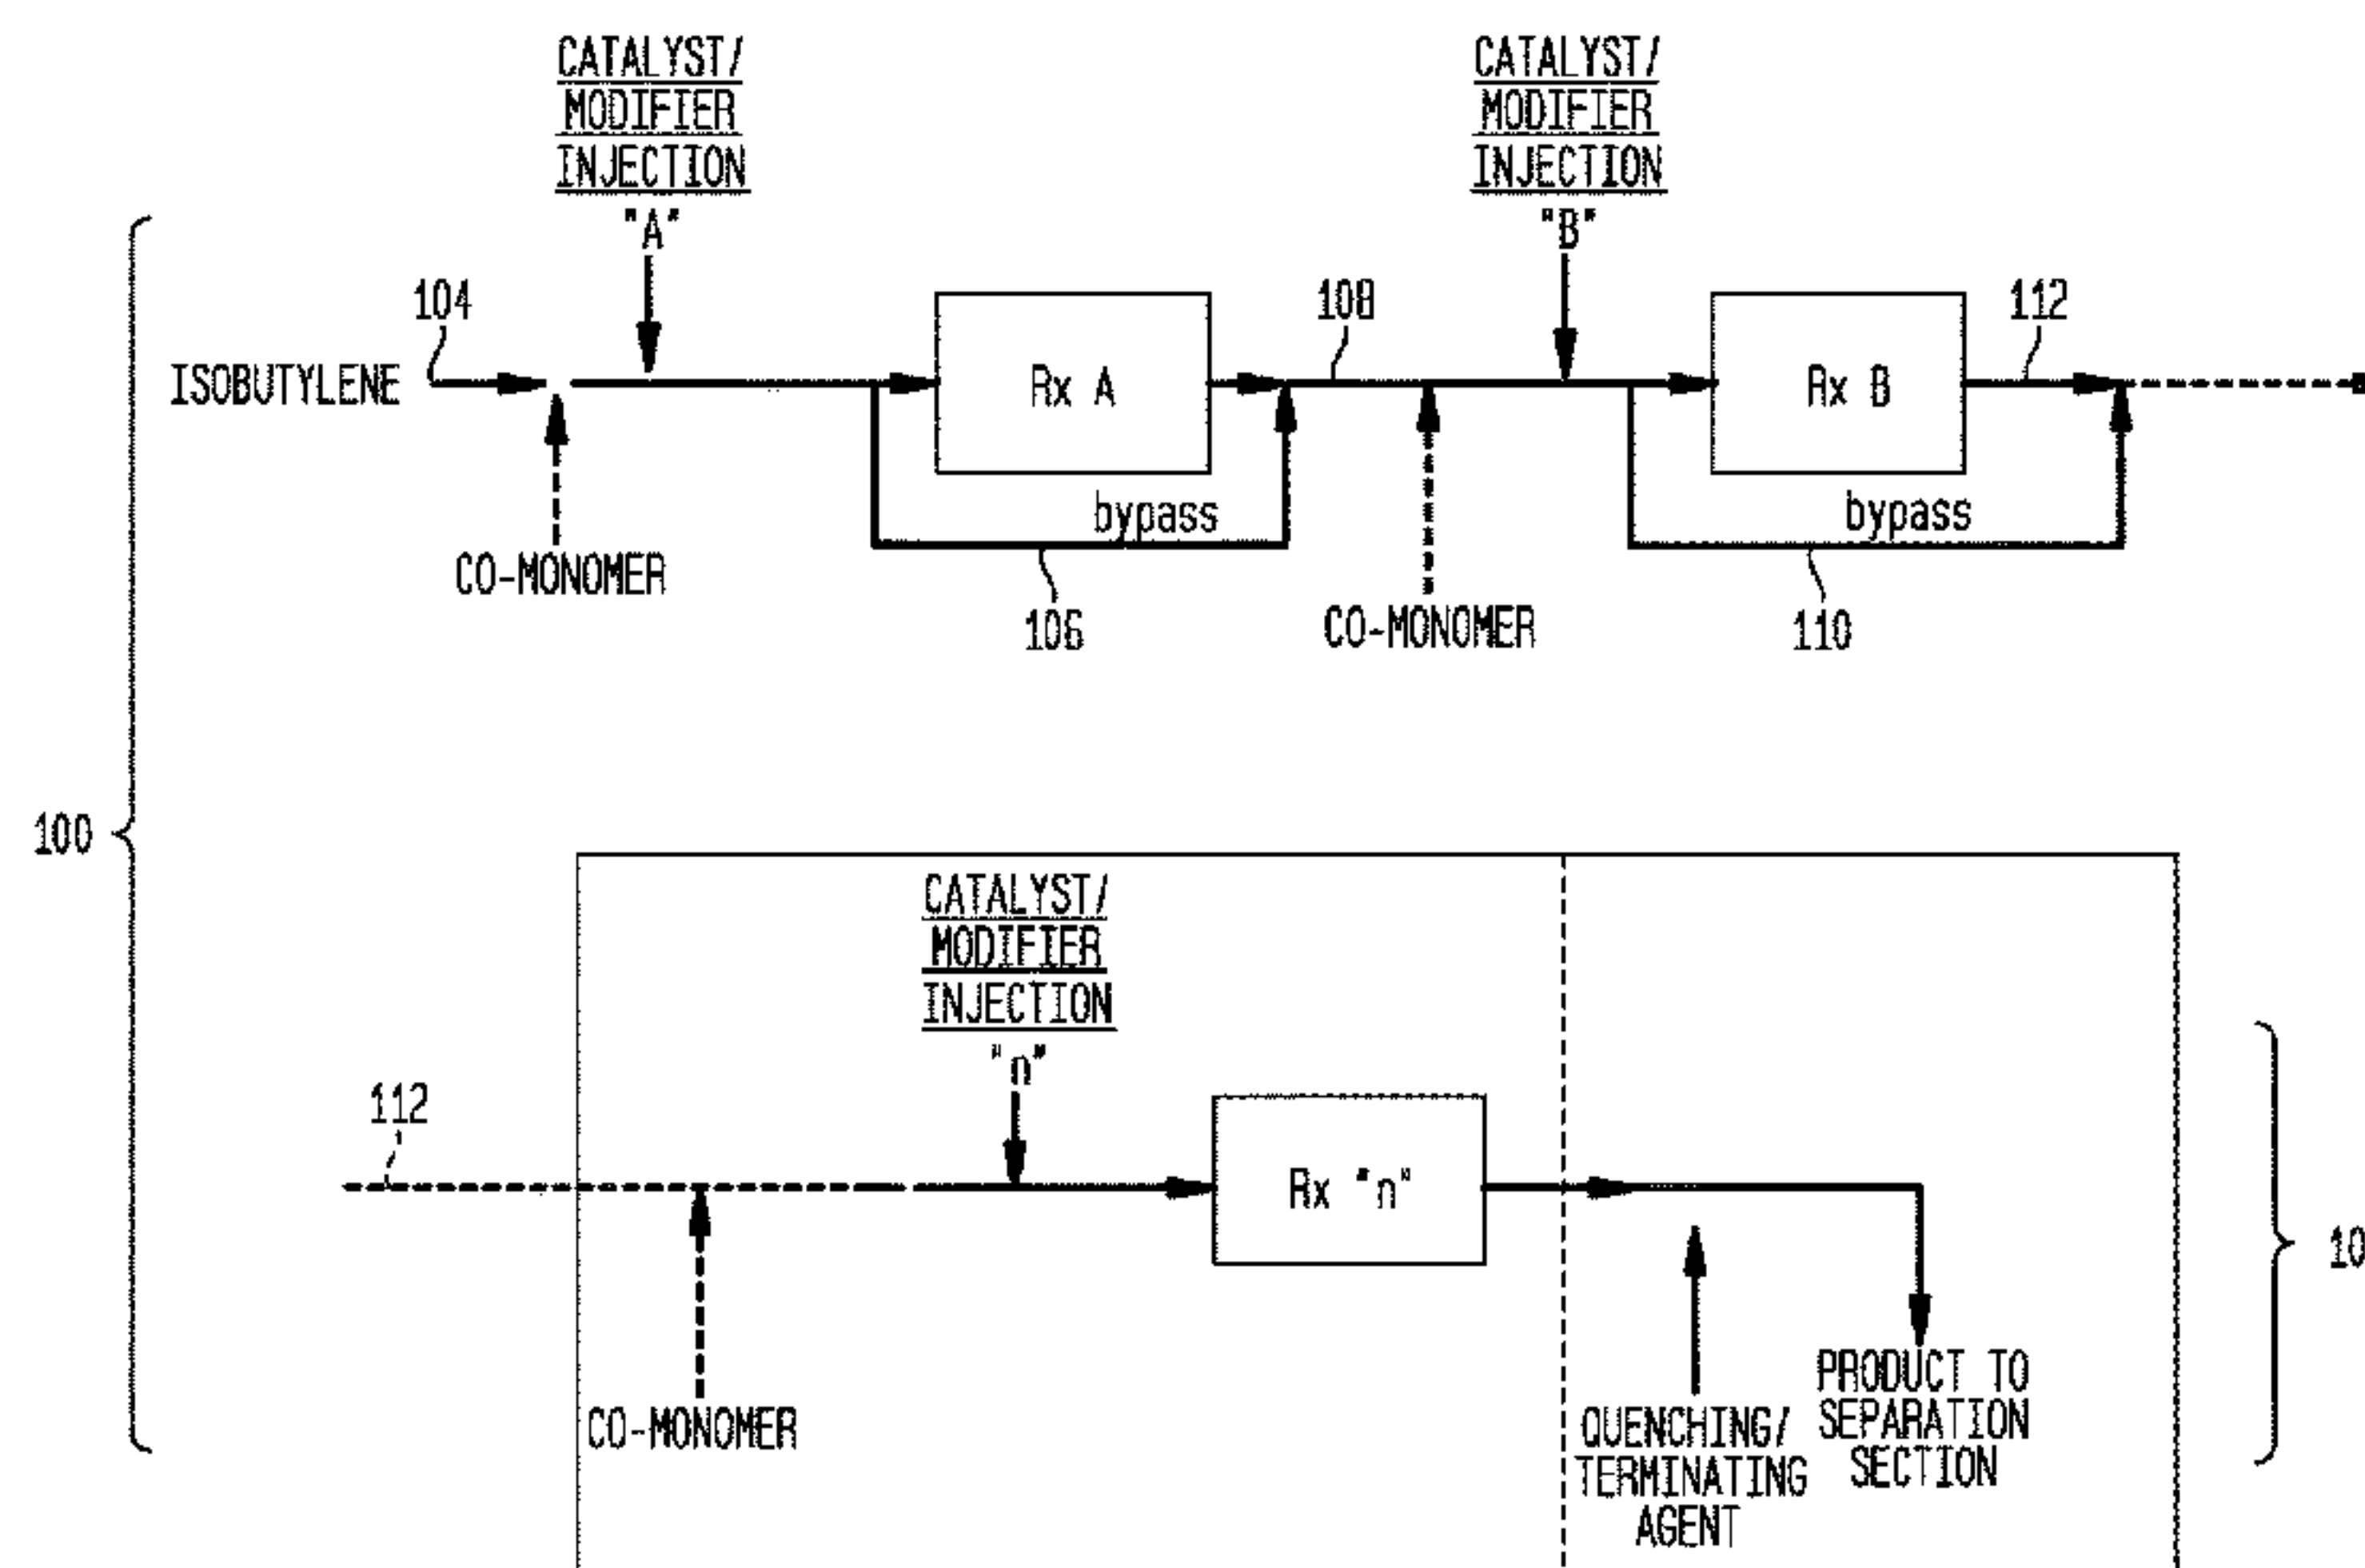 CATALYST/
MODIFIER
INJECTION
"A"
CATALYST/
MODIFIER
INJECTION
"B"
104
108
112
ISOBUTYLENE
Rx A
Rx B
bypass
bypass
CO-MONOMER
106
CO-MONOMER
110
100
CATALYST/
MODIFIER
INJECTION
"n"
112
Rx "n"
10
CO-MONOMER
QUENCHING/
TERMINATING
AGENT
PRODUCT TO
SEPARATION
SECTION